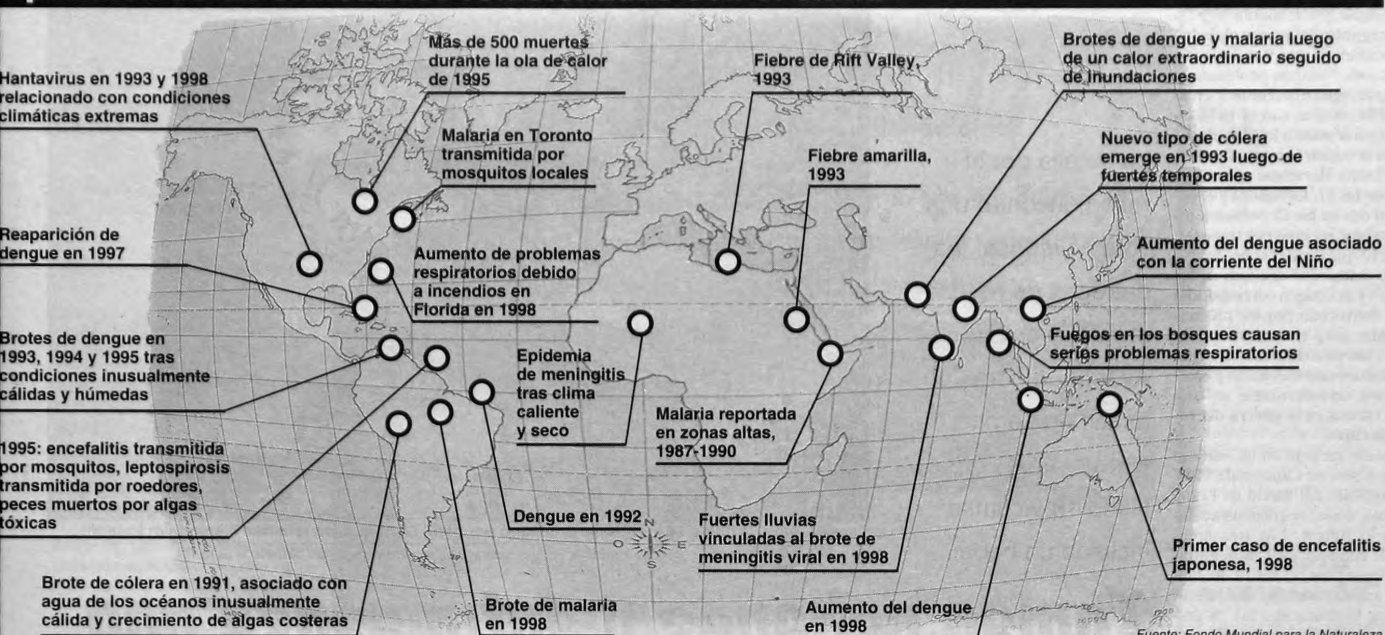 Hantavirus en 1993 y 1998
relacionado con condiciones
climáticas extremas
Más de 500 muertes
durante la ola de calor
de 1995
Malaria en Toronto
transmitida por
mosquitos locales
Fiebre de Rift Valley,
1993
Fiebre amarilla,
1993
Brotes de dengue y malaria luego
de un calor extraordinario seguido
de inundaciones
Nuevo tipo de cólera
emerge en 1993 luego de
fuertes temporales
Reaparición de
dengue en 1997
Aumento de problemas
respiratorios debido
a incendios en
Florida en 1998
Aumento del dengue asociado
con la corriente del Niño
Brotes de dengue en
1993, 1994 y 1995 tras
condiciones inusualmente
cálidas y húmedas
Epidemia
de meningitis
tras clima
caliente
y seco
Fuegos en los bosques causan
serios problemas respiratorios
Malaria reportada
en zonas altas,
1987-1990
1995: encefalitis transmitida
por mosquitos, leptospirosis
transmitida por roedores,
peces muertos por algas
tóxicas
Dengue en 1992
N
O E
S
Fuertes lluvias
vinculadas al brote de
meningitis viral en 1998
Primer caso de encefalitis
japonesa, 1998
Brote de cólera en 1991, asociado con
agua de los océanos inusualmente
cálida y crecimiento de algas costeras
Brote de malaria
en 1998
Aumento del dengue
en 1998
Fuente: Fondo Mundial para la Naturaleza